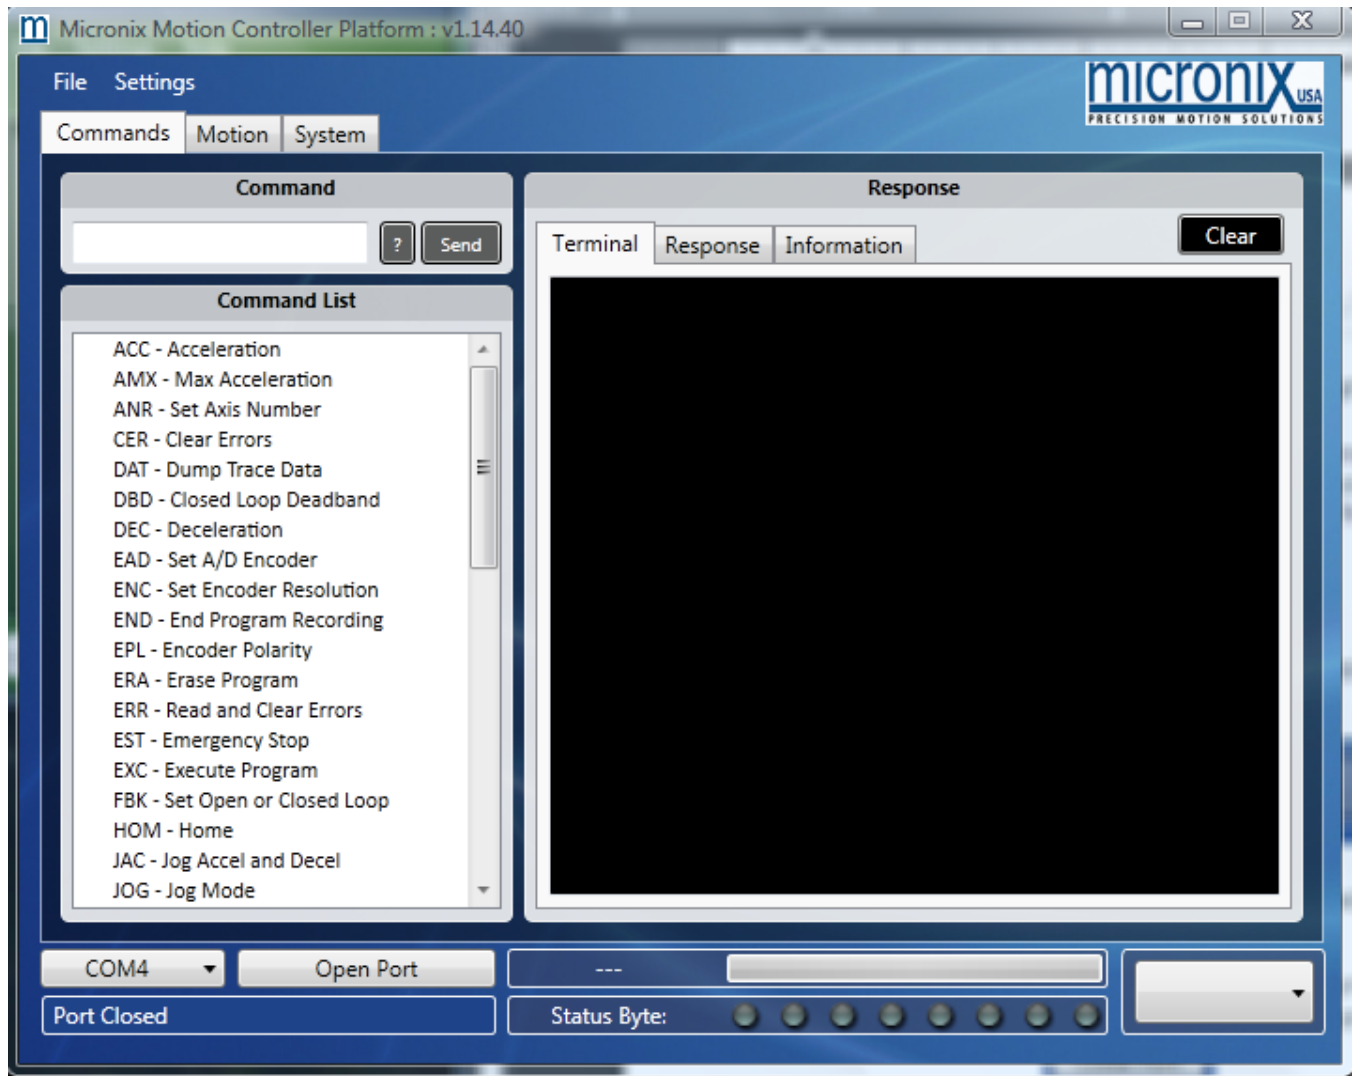 m Micronix Motion Controller Platform : v1.14.40
File Settings
micronix USA
PRECISION MOTION SOLUTIONS
Commands Motion System
Command
? Send
Command List
ACC - Acceleration
AMX - Max Acceleration
ANR - Set Axis Number
CER - Clear Errors
DAT - Dump Trace Data
DBD - Closed Loop Deadband
DEC - Deceleration
EAD - Set A/D Encoder
ENC - Set Encoder Resolution
END - End Program Recording
EPL - Encoder Polarity
ERA - Erase Program
ERR - Read and Clear Errors
EST - Emergency Stop
EXC - Execute Program
FBK - Set Open or Closed Loop
HOM - Home
JAC - Jog Accel and Decel
JOG - Jog Mode
Response
Terminal Response Information
Clear
COM4 Open Port
---
Port Closed
Status Byte: